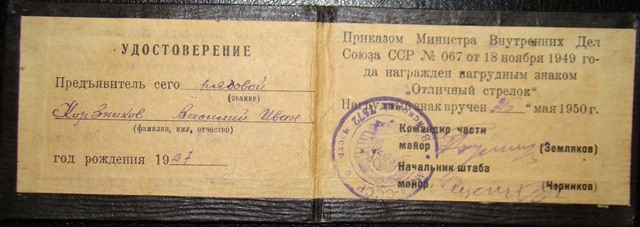 УДОСТОВЕРЕНИЕ
Предъявитель сего рядовой
(звание)
Коржников Василий Иван
(фамилия, имя, отчество)
год рождения 1927
Приказом Министра Внутренних Дел
Союза ССР № 067 от 18 ноября 1949 го-
да награжден нагрудным знаком
"Отличный стрелок"
Нагрудный знак вручен 25 мая 1950 г.
Командир части
майор (Земляков)
Начальник штаба
майор (Черников)